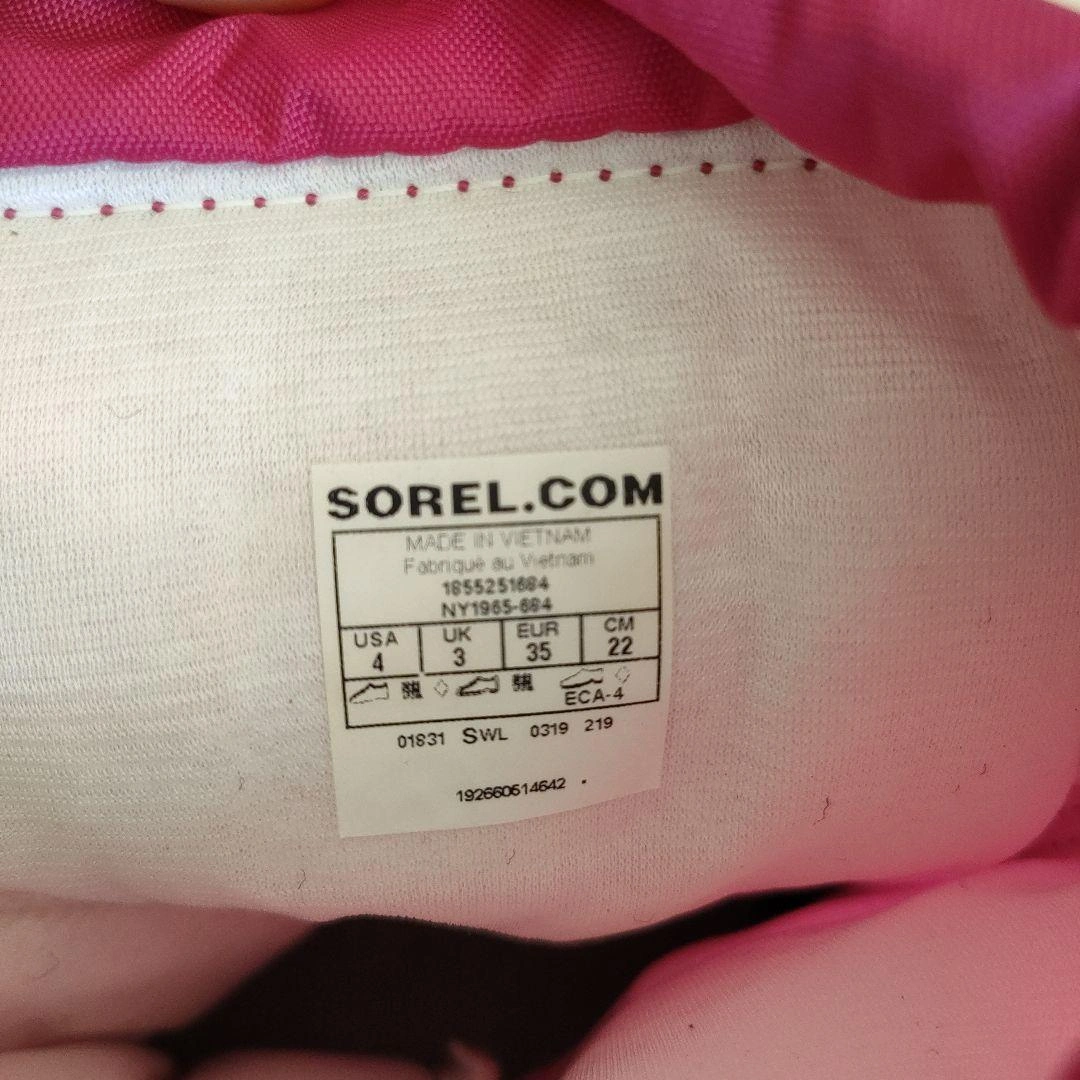 SOREL.COM
MADE IN VIETNAM
Fabriqué au Vietnam
1855251684
NY1965-684
USA UK EUR CM
4 3 35 22
ECA-4
01831 SWL 0319 219
192660614642